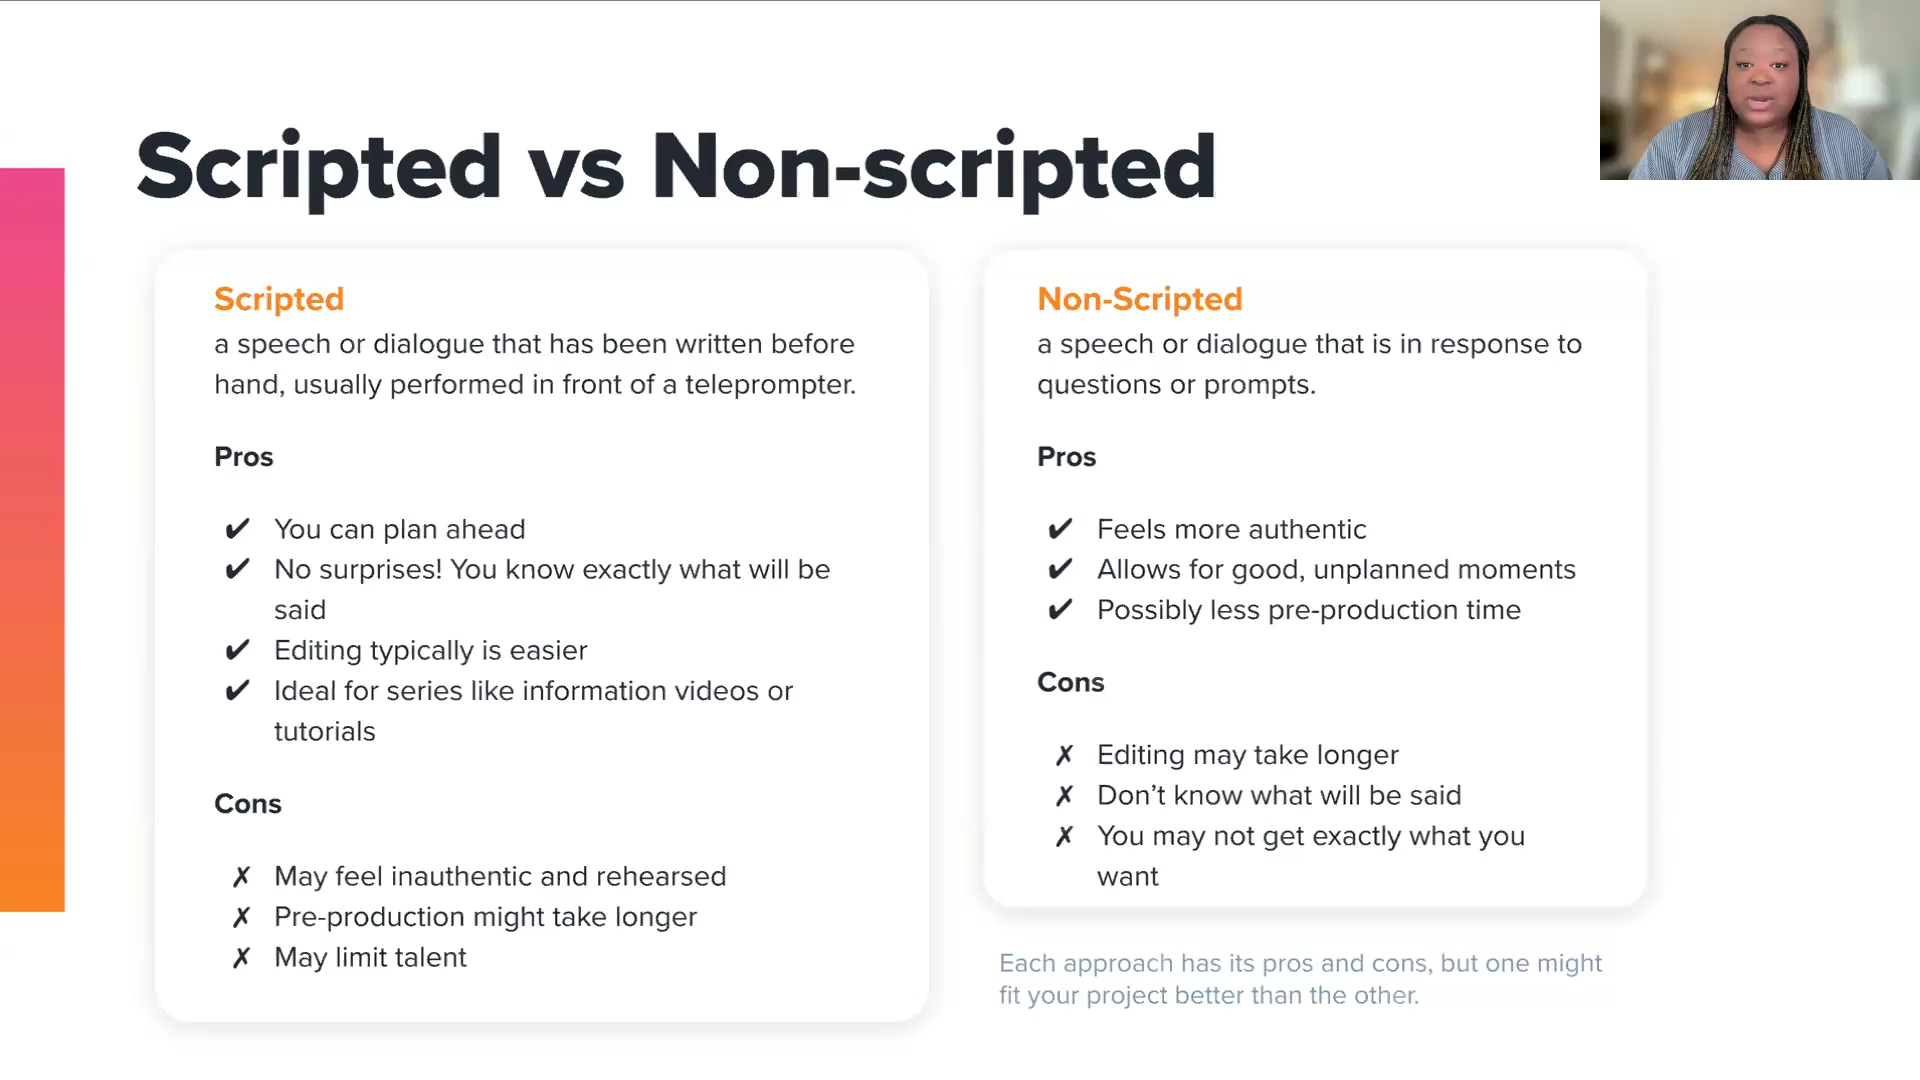 Scripted vs Non-scripted
Scripted
a speech or dialogue that has been written before
hand, usually performed in front of a teleprompter.
Pros
✔ You can plan ahead
✔ No surprises! You know exactly what will be
said
✔ Editing typically is easier
✔ Ideal for series like information videos or
tutorials
Cons
✗ May feel inauthentic and rehearsed
✗ Pre-production might take longer
✗ May limit talent
Non-Scripted
a speech or dialogue that is in response to
questions or prompts.
Pros
✔ Feels more authentic
✔ Allows for good, unplanned moments
✔ Possibly less pre-production time
Cons
✗ Editing may take longer
✗ Don’t know what will be said
✗ You may not get exactly what you
want
Each approach has its pros and cons, but one might
fit your project better than the other.